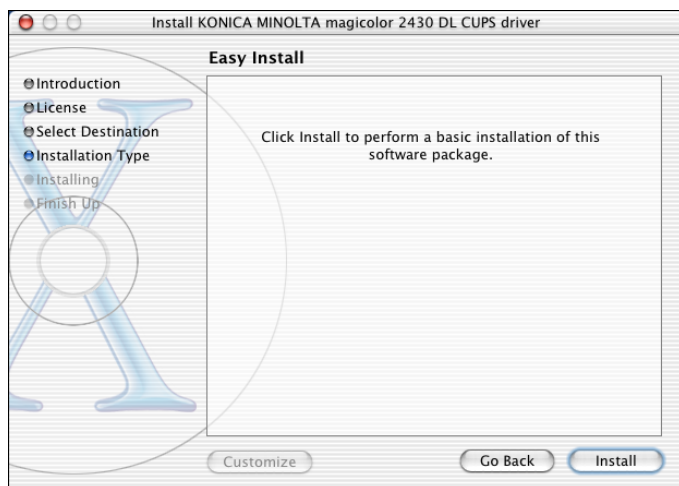 Install KONICA MINOLTA magicolor 2430 DL CUPS driver
Easy Install
Introduction
License
Select Destination
Installation Type
Installing
Finish Up
Click Install to perform a basic installation of this
software package.
Customize
Go Back
Install